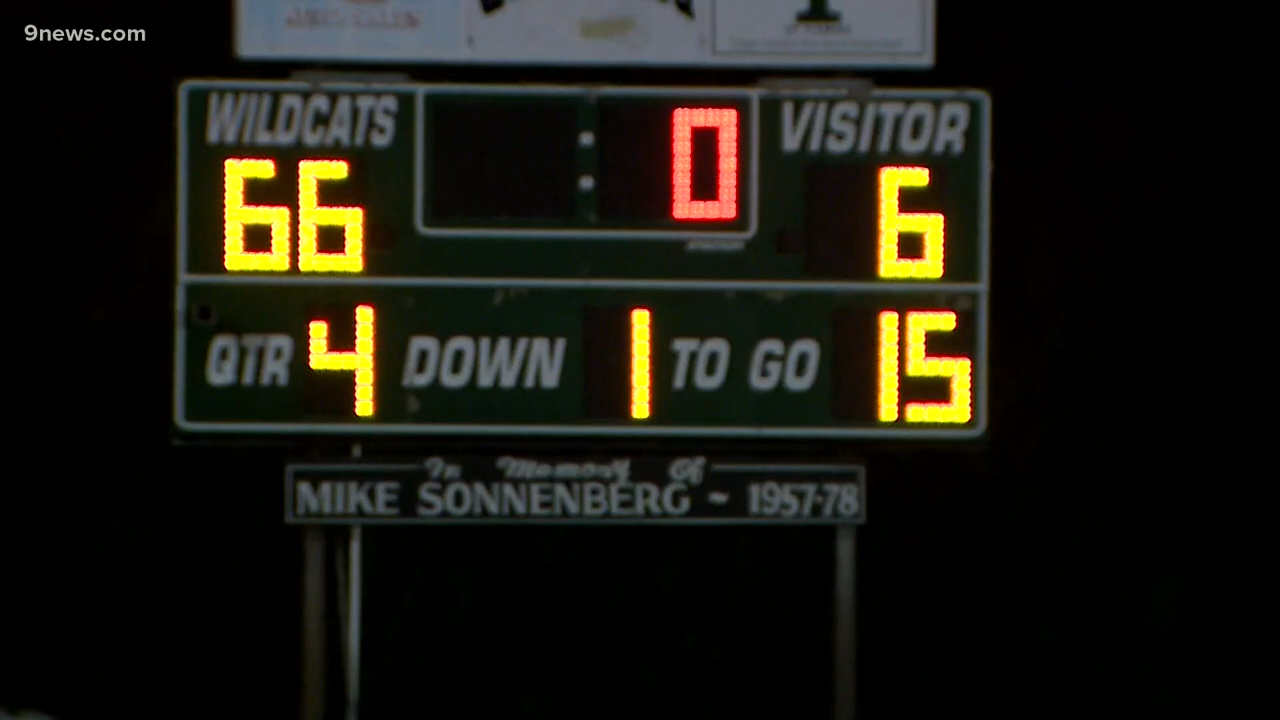 9news.com
WILDCATS : 0 VISITOR
66 6
QTR 4 DOWN 1 TO GO 15
In Memory Of
MIKE SONNENBERG ~ 1957-78